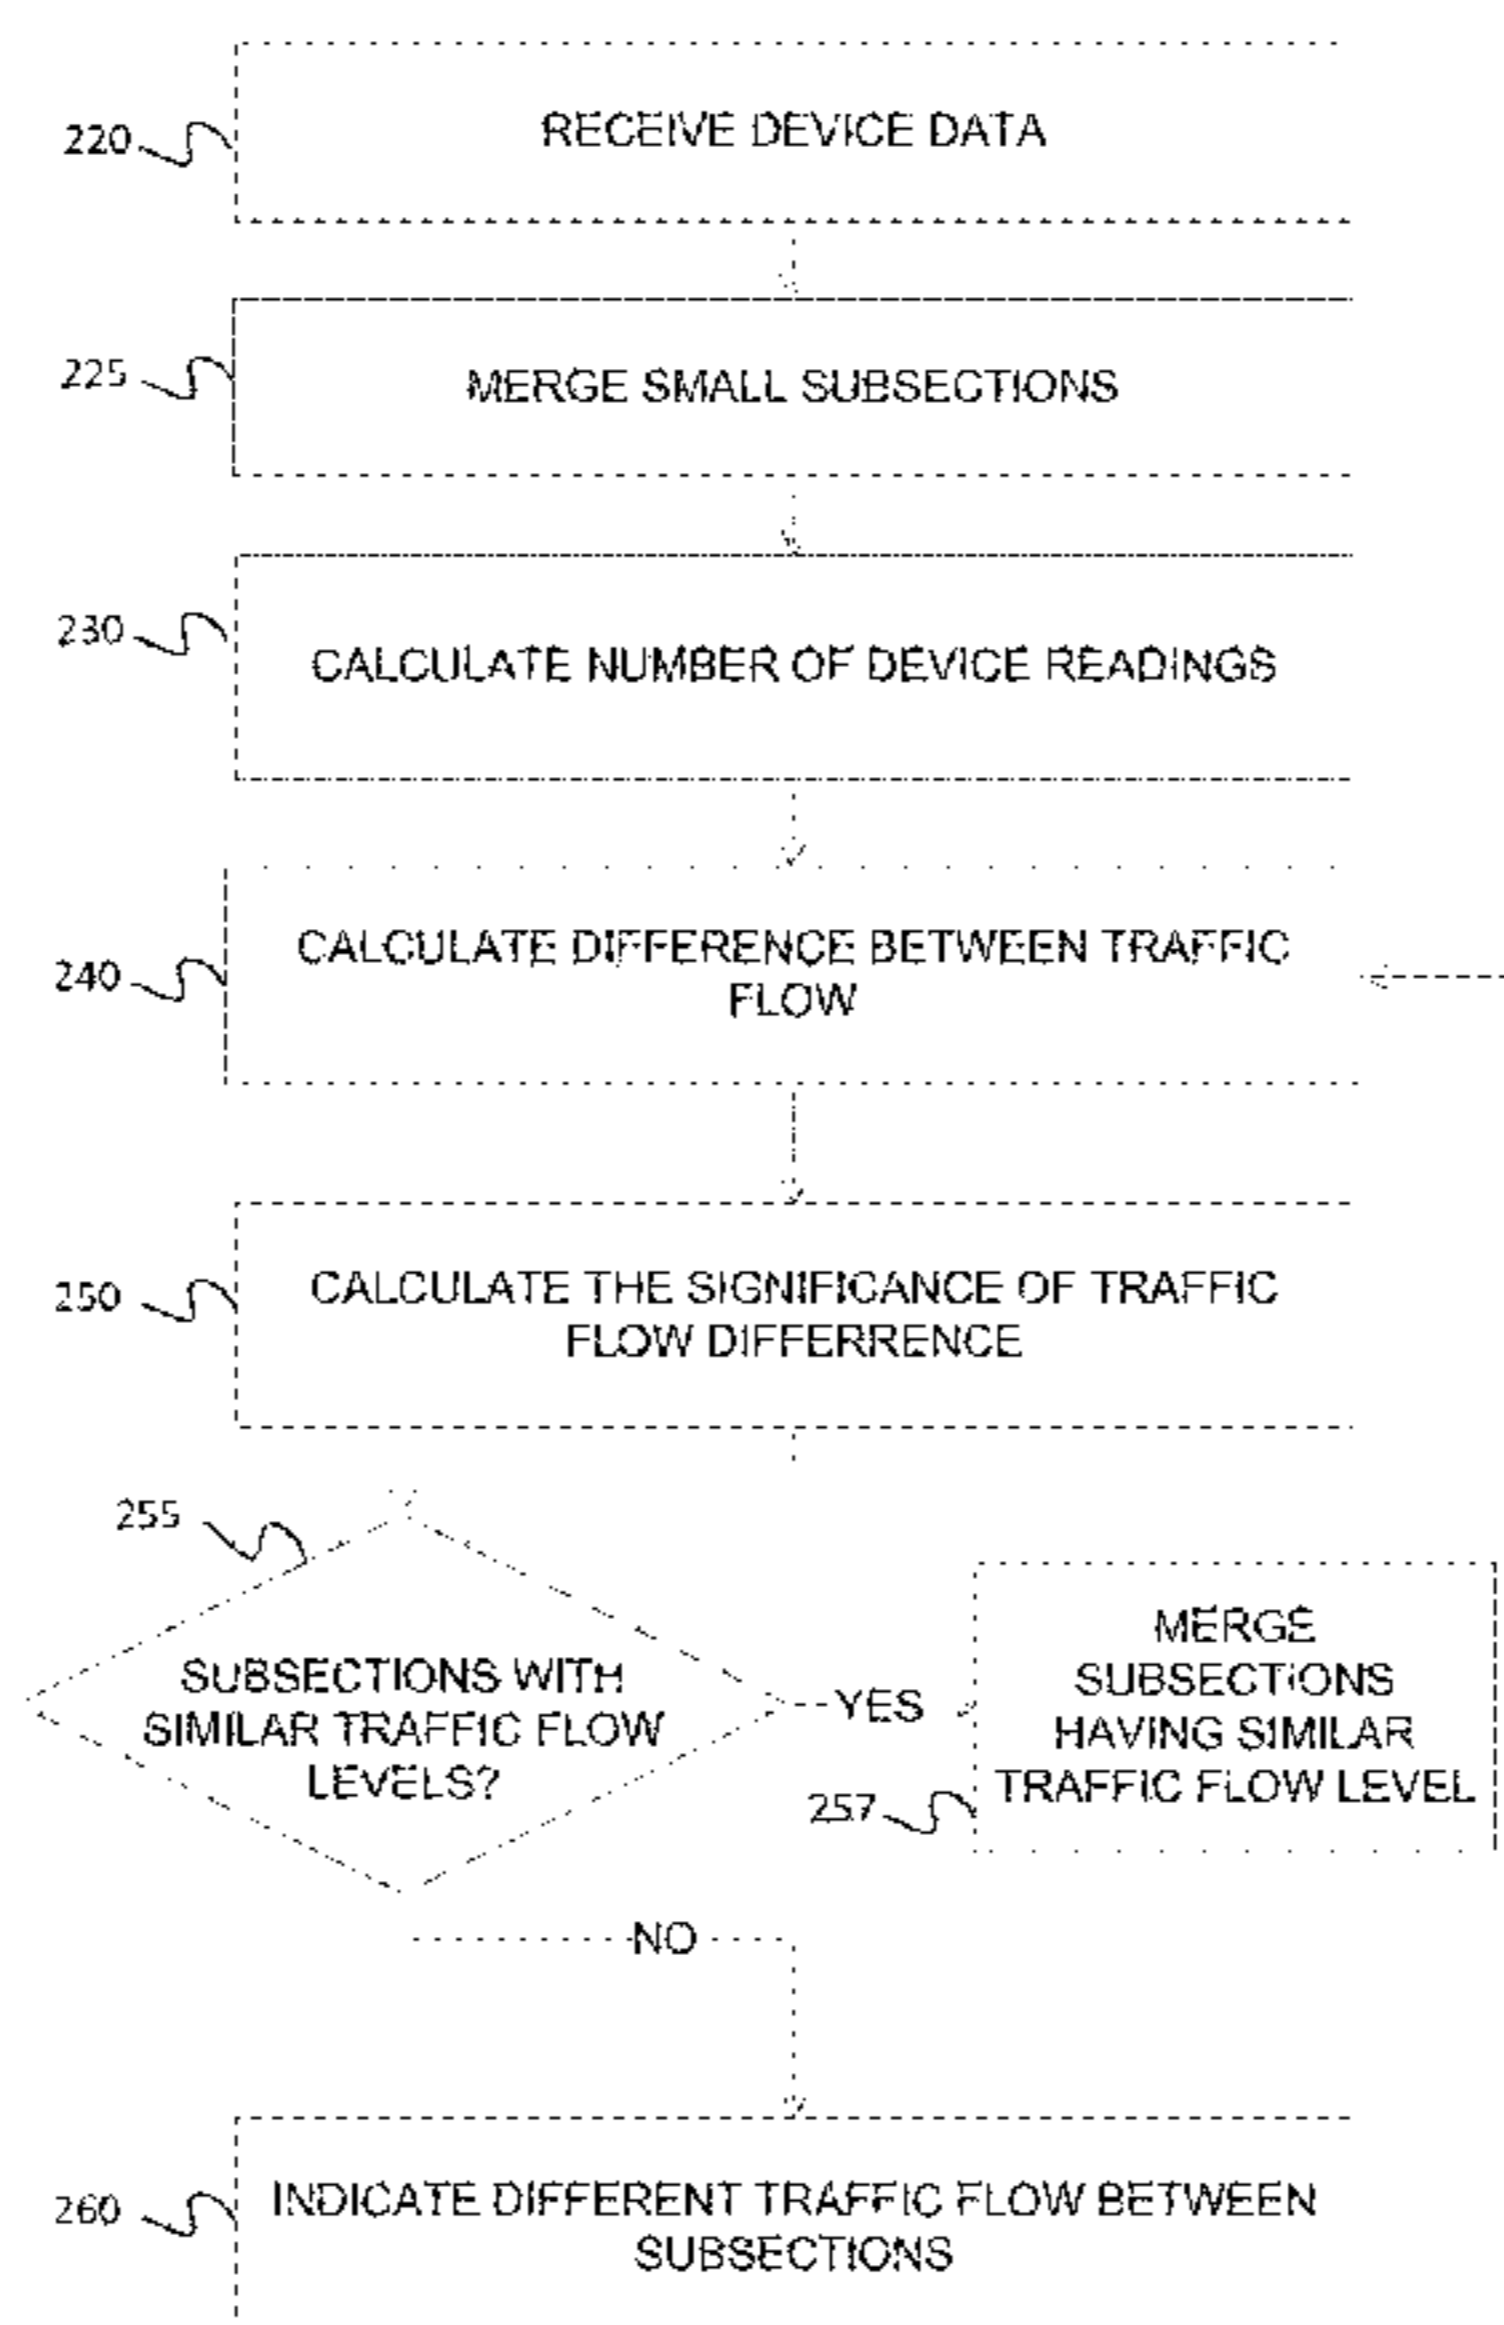 220
RECEIVE DEVICE DATA
225
MERGE SMALL SUBSECTIONS
230
CALCULATE NUMBER OF DEVICE READINGS
240
CALCULATE DIFFERENCE BETWEEN TRAFFIC
FLOW
250
CALCULATE THE SIGNIFICANCE OF TRAFFIC
FLOW DIFFERRENCE
255
SUBSECTIONS WITH
SIMILAR TRAFFIC FLOW
LEVELS?
YES
MERGE
SUBSECTIONS
HAVING SIMILAR
TRAFFIC FLOW LEVEL
257
NO
260
INDICATE DIFFERENT TRAFFIC FLOW BETWEEN
SUBSECTIONS